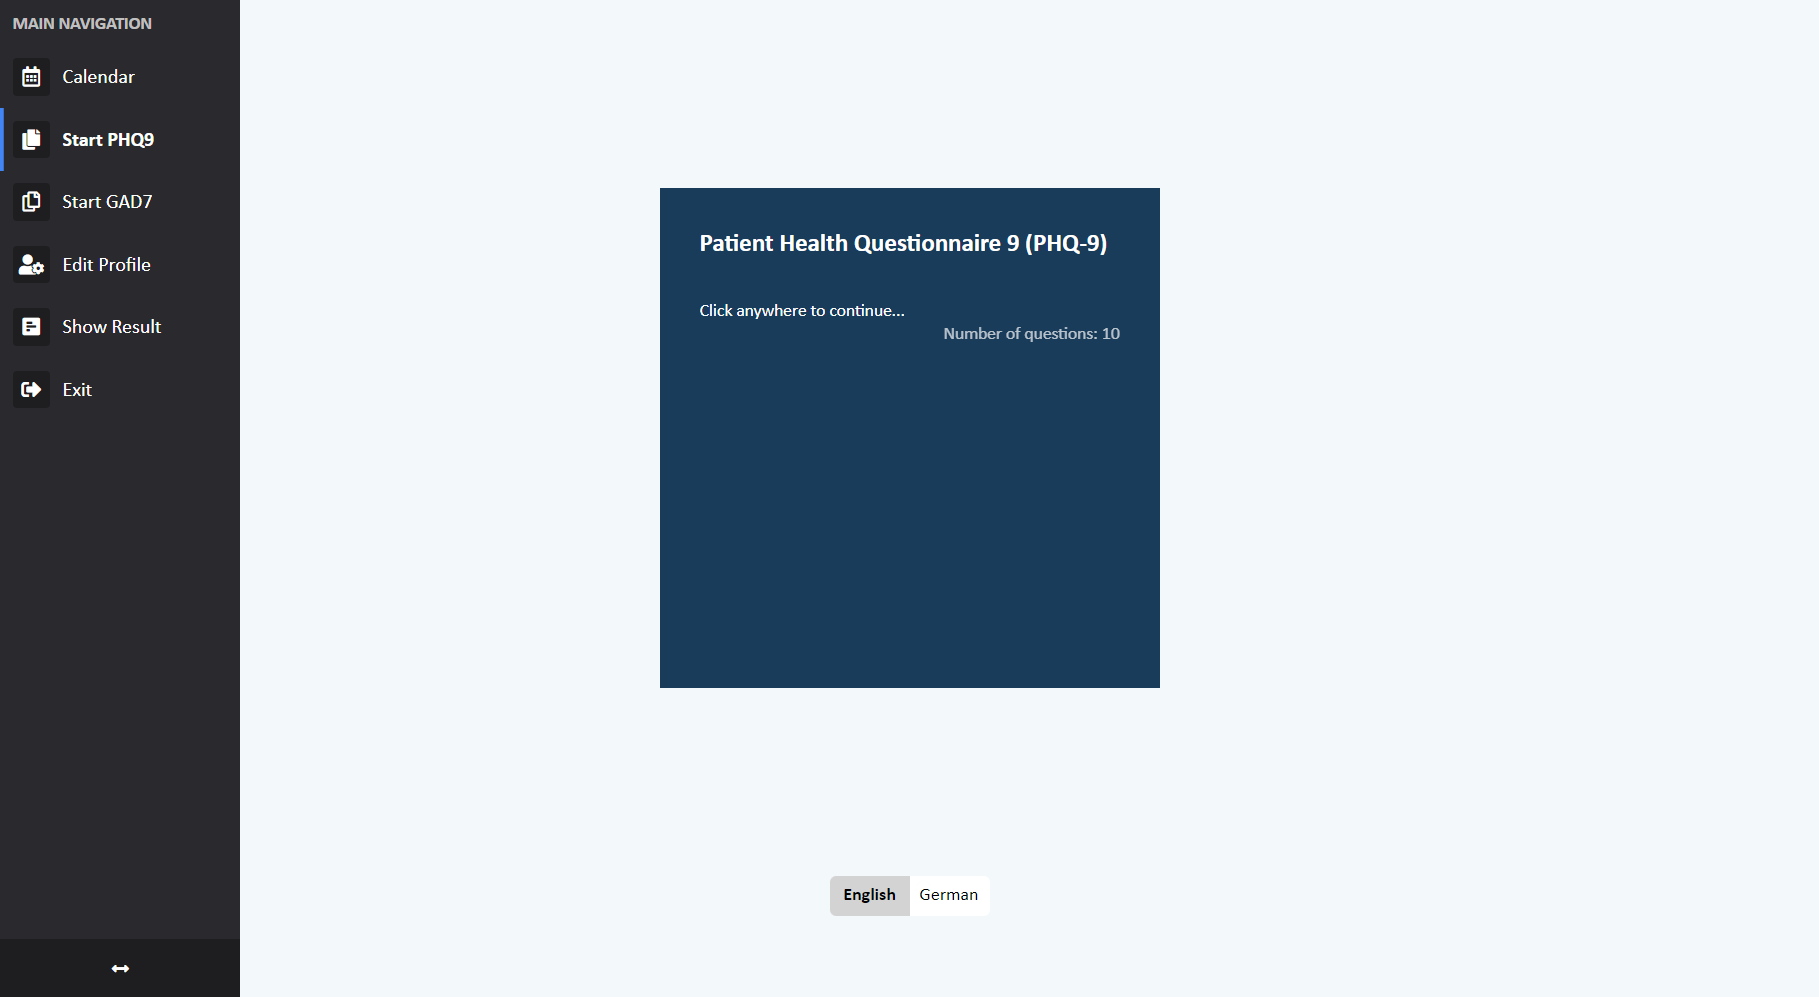 MAIN NAVIGATION
Calendar
Start PHQ9
Start GAD7
Edit Profile
Show Result
Exit
Patient Health Questionnaire 9 (PHQ-9)
Click anywhere to continue...
Number of questions: 10
English German